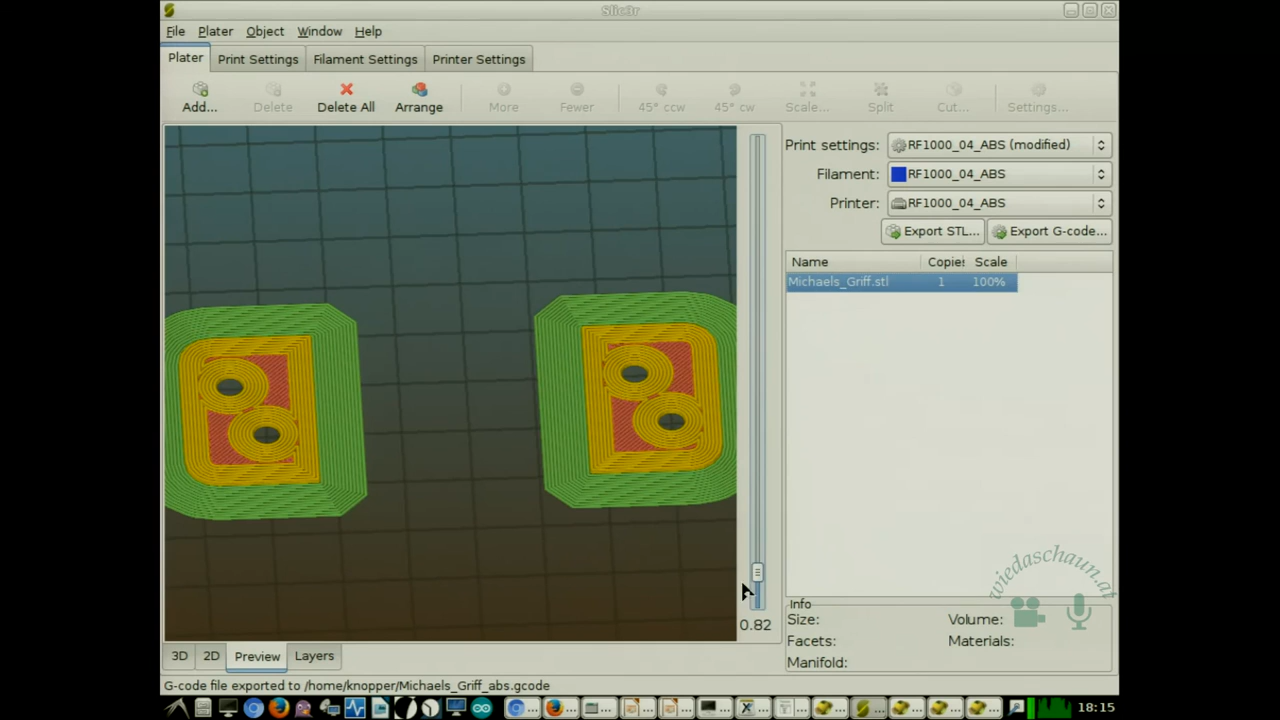 Slic3r
File Plater Object Window Help
Plater Print Settings Filament Settings Printer Settings
Add... Delete Delete All Arrange More Fewer 45° ccw 45° cw Scale... Split Cut... Settings...
Print settings: RF1000_04_ABS (modified)
Filament: RF1000_04_ABS
Printer: RF1000_04_ABS
Export STL... Export G-code...
Name Copies Scale
Michaels_Griff.stl 1 100%
wiedaschaun.at
Info
Size: Volume:
Facets: Materials:
Manifold:
0.82
3D 2D Preview Layers
G-code file exported to /home/knopper/Michaels_Griff_abs.gcode
18:15